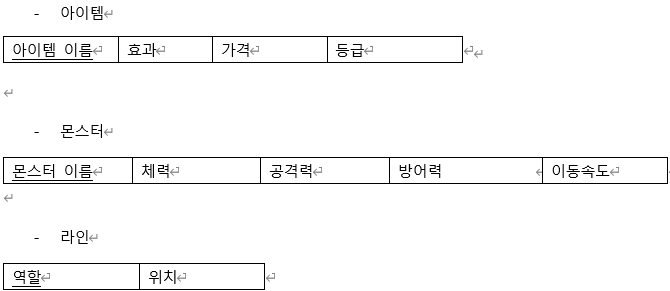 - 아이템
아이템 이름 효과 가격 등급
- 몬스터
몬스터 이름 체력 공격력 방어력 이동속도
- 라인
역할 위치